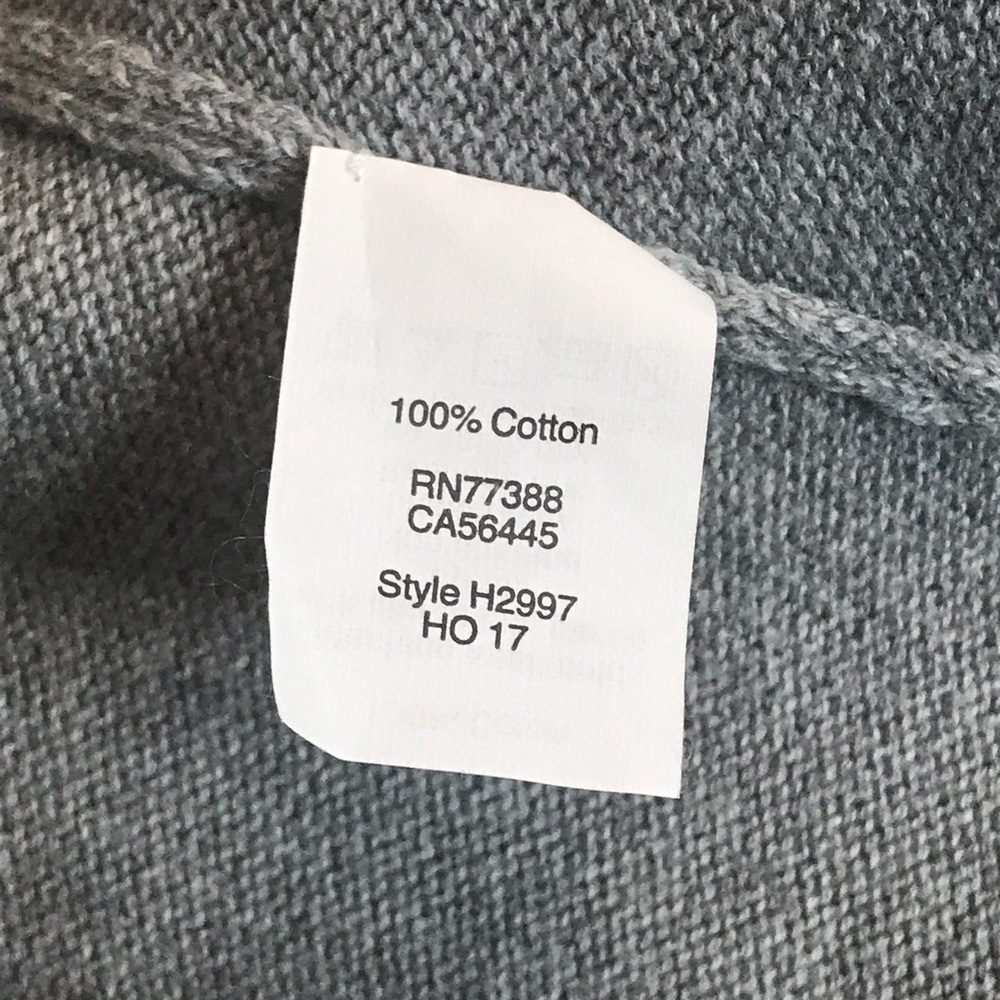 100% Cotton
RN77388
CA56445
Style H2997
HO 17